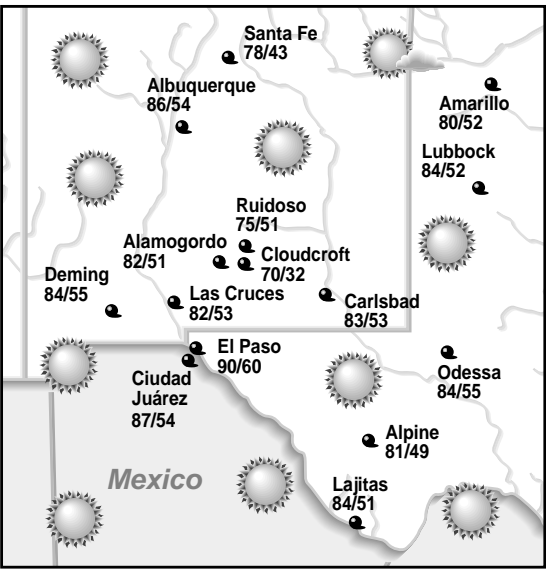 Santa Fe
78/43
Albuquerque
86/54
Amarillo
80/52
Lubbock
84/52
Ruidoso
75/51
Alamogordo
82/51
Cloudcroft
70/32
Deming
84/55
Las Cruces
82/53
Carlsbad
83/53
El Paso
90/60
Ciudad
Juárez
87/54
Odessa
84/55
Alpine
81/49
Mexico
Lajitas
84/51